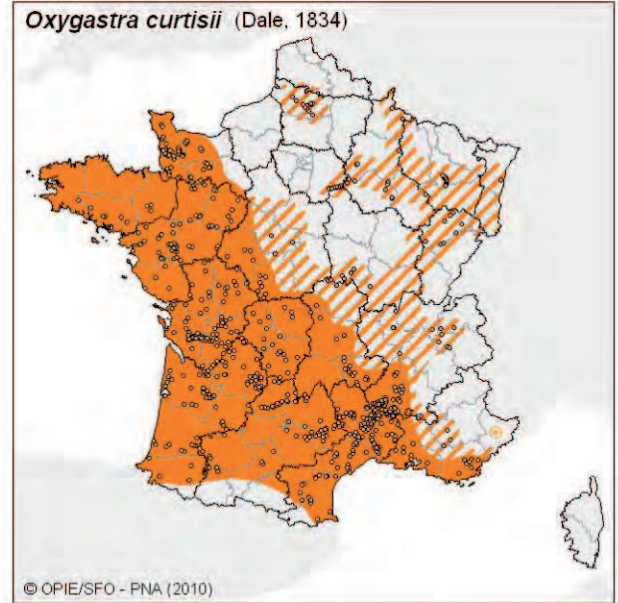 Oxygastra curtisii (Dale, 1834)
© OPIE/SFO - PNA (2010)